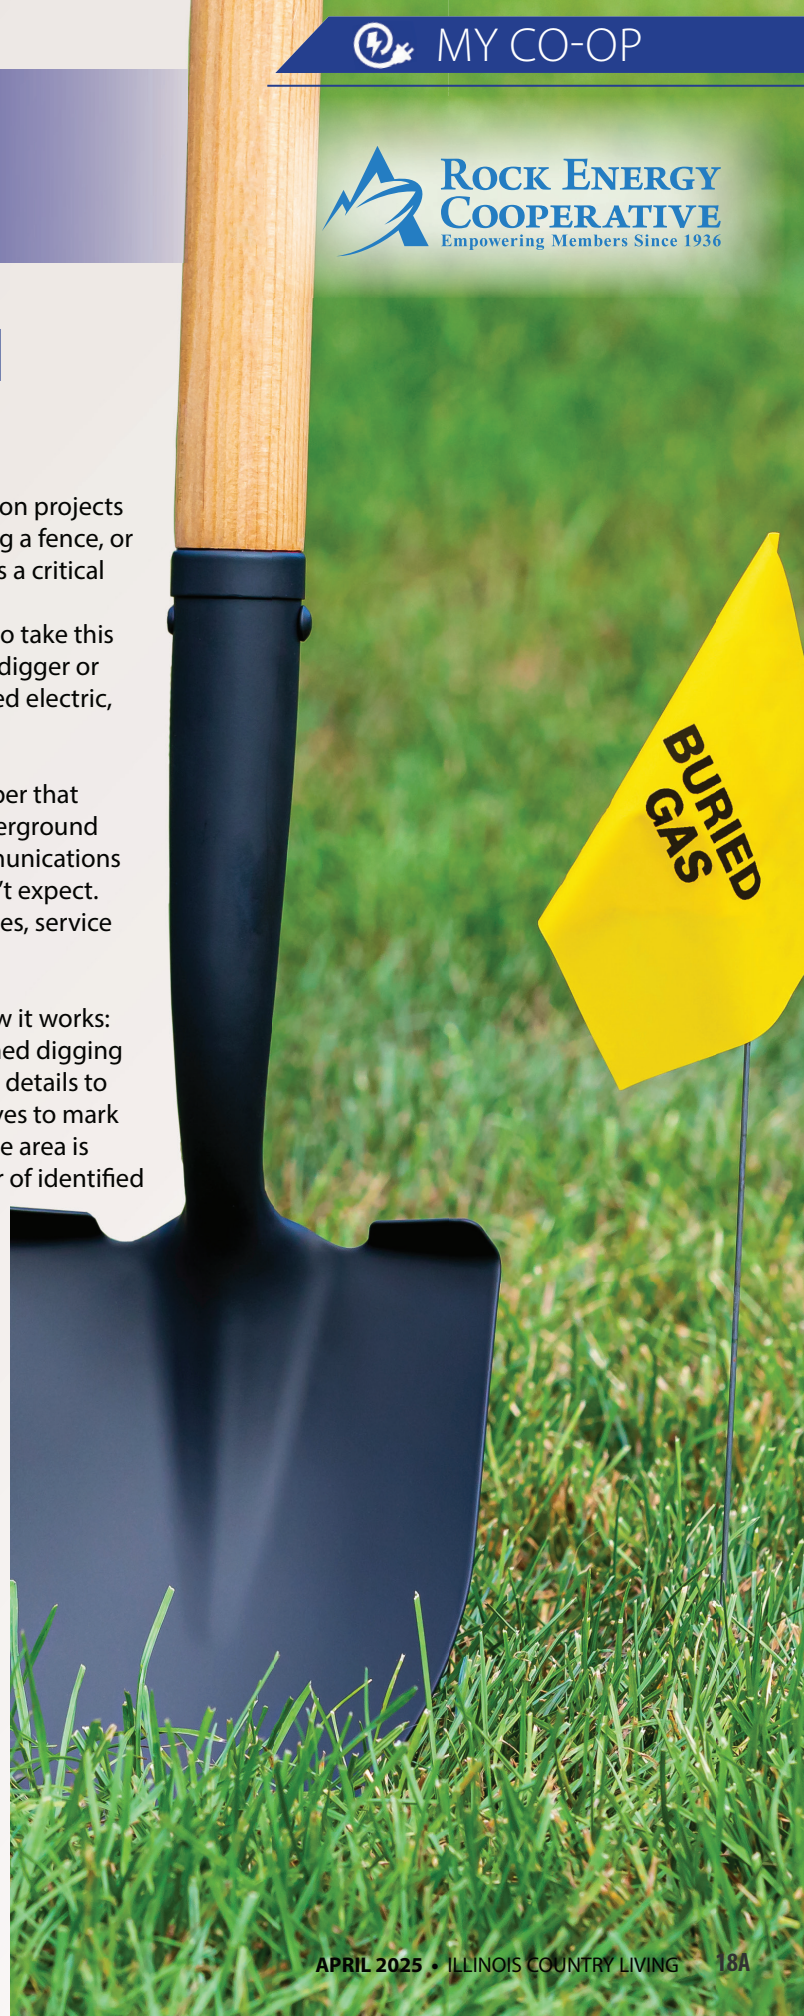 MY CO-OP
ROCK ENERGY
COOPERATIVE
Empowering Members Since 1936
on projects
g a fence, or
s a critical
o take this
digger or
ed electric,
ber that
erground
munications
't expect.
es, service
w it works:
ned digging
details to
ves to mark
e area is
r of identified
BURIED
GAS
APRIL 2025 • ILLINOIS COUNTRY LIVING 18A